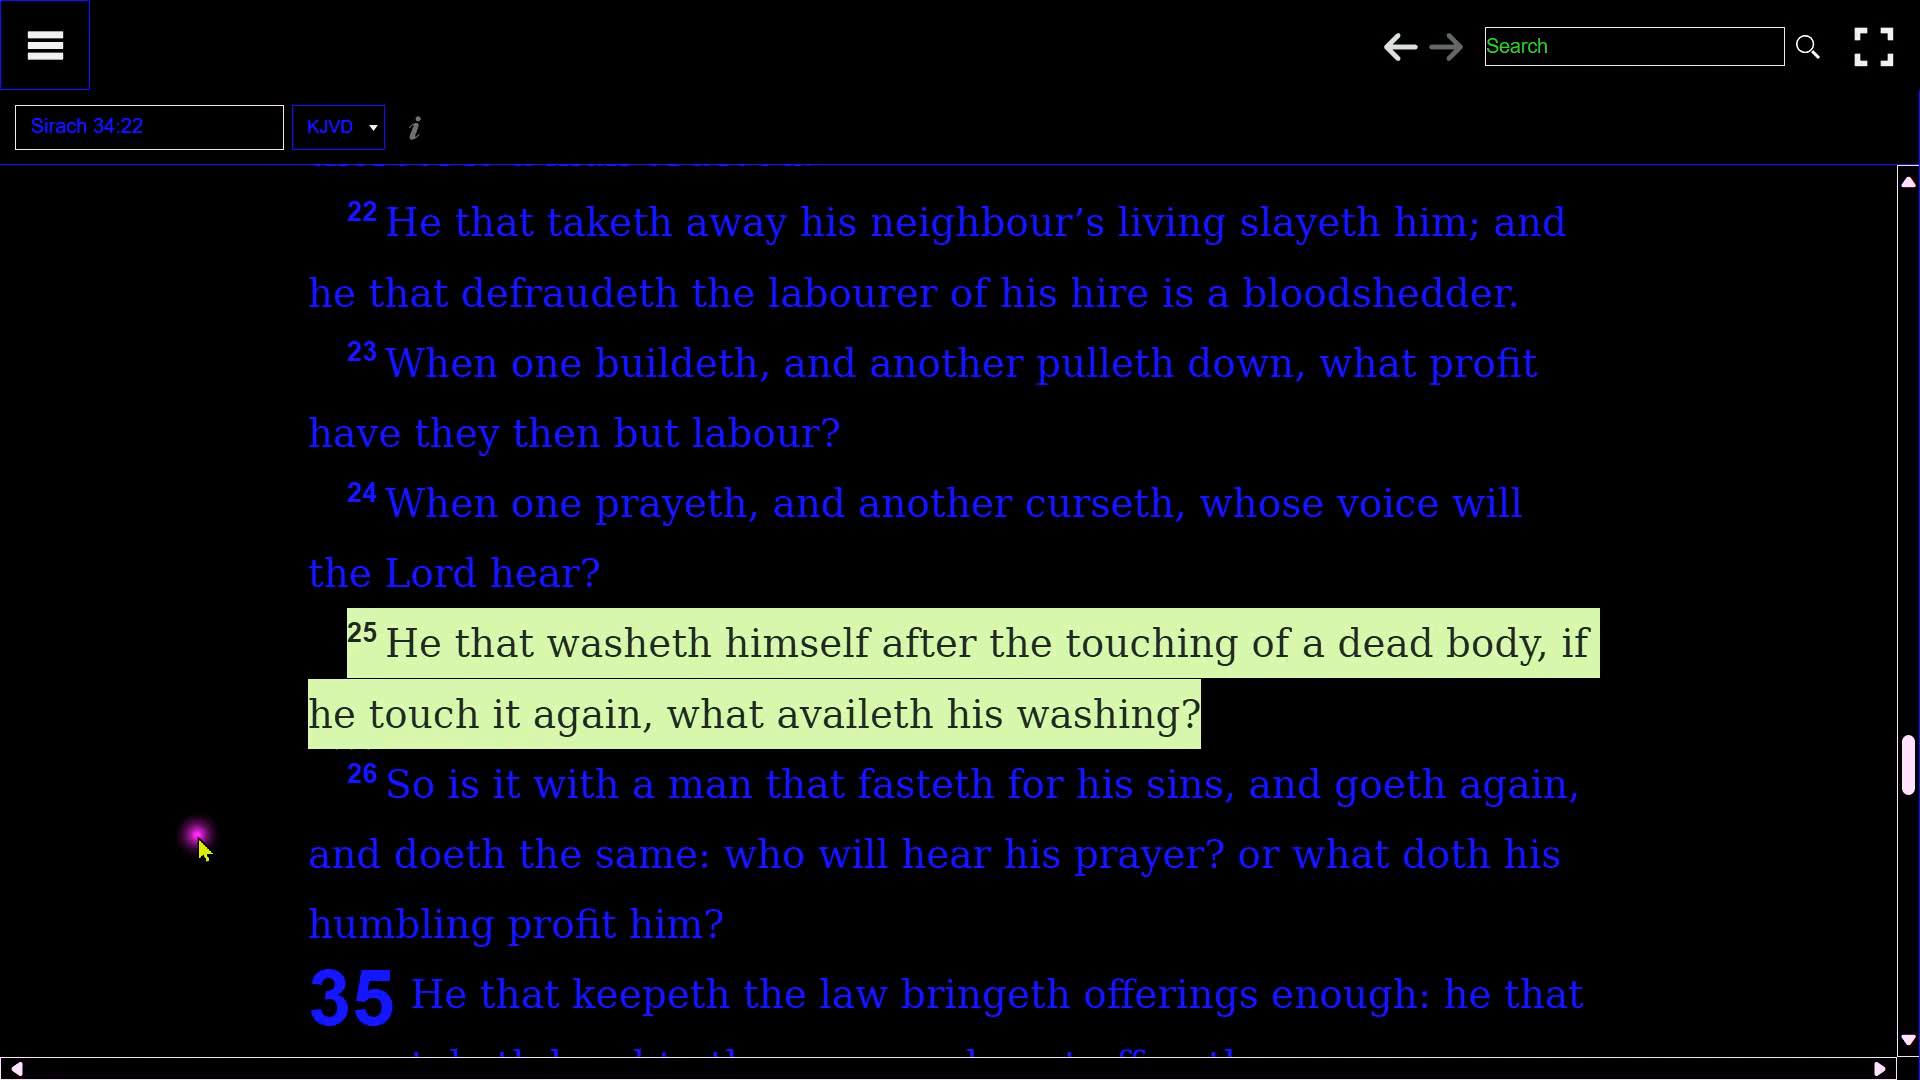 Search
Sirach 34:22
KJVD
i
22 He that taketh away his neighbour’s living slayeth him; and
he that defraudeth the labourer of his hire is a bloodshedder.
23 When one buildeth, and another pulleth down, what profit
have they then but labour?
24 When one prayeth, and another curseth, whose voice will
the Lord hear?
25 He that washeth himself after the touching of a dead body, if
he touch it again, what availeth his washing?
26 So is it with a man that fasteth for his sins, and goeth again,
and doeth the same: who will hear his prayer? or what doth his
humbling profit him?
35 He that keepeth the law bringeth offerings enough: he that